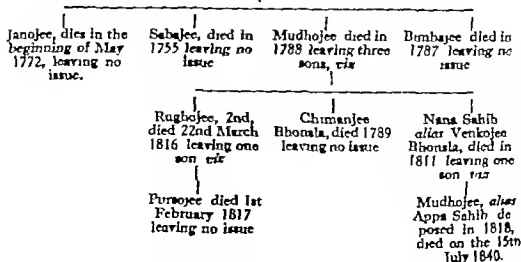 Janojee, dies in the
beginning of May
1772, leaving no
issue.
Sabajee, died in
1755 leaving no
issue
Mudhojee died in
1788 leaving three
sons, viz
Bimbajee died in
1787 leaving no
issue
Rughojee, 2nd,
died 22nd March
1816 leaving one
son viz
Chimanjee
Bhonsla, died 1789
leaving no issue
Nana Sahib
alias Venkojee
Bhonsla, died in
1811 leaving one
son viz
Pursojee died 1st
February 1817
leaving no issue
Mudhojee, alias
Appa Sahib de
posed in 1818,
died on the 15th
July 1840.